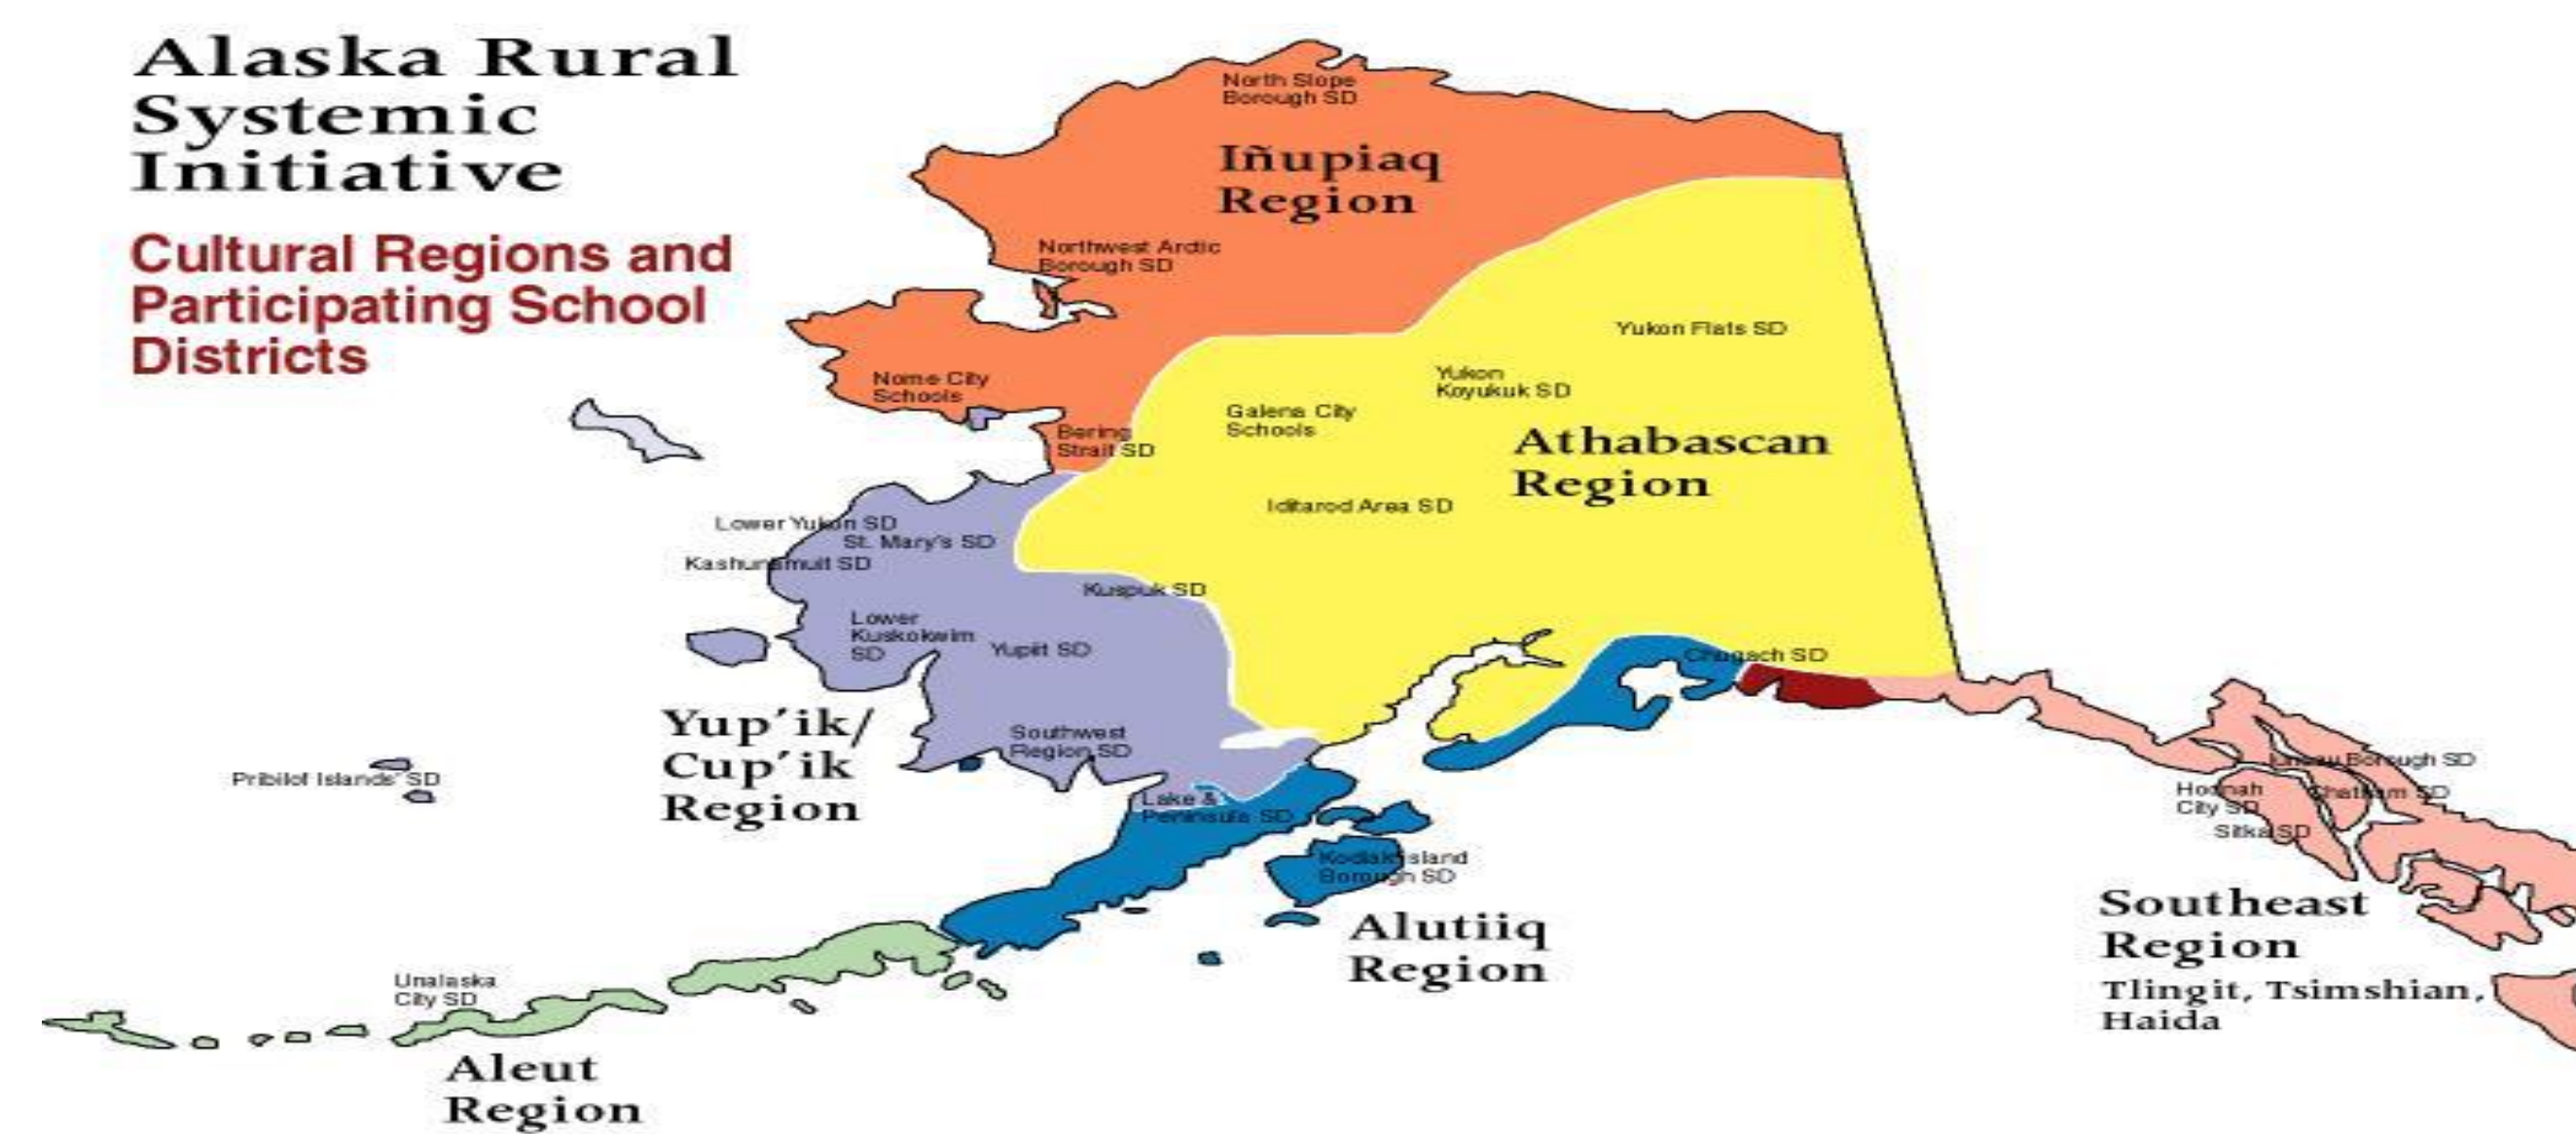 Alaska Rural
Systemic
Initiative
Cultural Regions and
Participating School
Districts
North Slope
Borough SD
Iñupiaq
Region
Northwest Arctic
Borough SD
Nome City
Schools
Bering
Strait SD
Yukon Flats SD
Yukon
Koyukuk SD
Galena City
Schools
Athabascan
Region
Iditarod Area SD
Lower Yukon SD
St. Mary's SD
Kashunamuit SD
Kuspuk SD
Lower
Kuskokwim
SD
Yupiit SD
Chugach SD
Yup´ik/
Cup´ik
Region
Southwest
Region SD
Pribilof Islands SD
Lake &
Peninsula SD
Kodiak Island
Borough SD
Alutiiq
Region
Juneau Borough SD
Hoonah
City SD
Chatham SD
Sitka SD
Southeast
Region
Tlingit, Tsimshian,
Haida
Unalaska
City SD
Aleut
Region